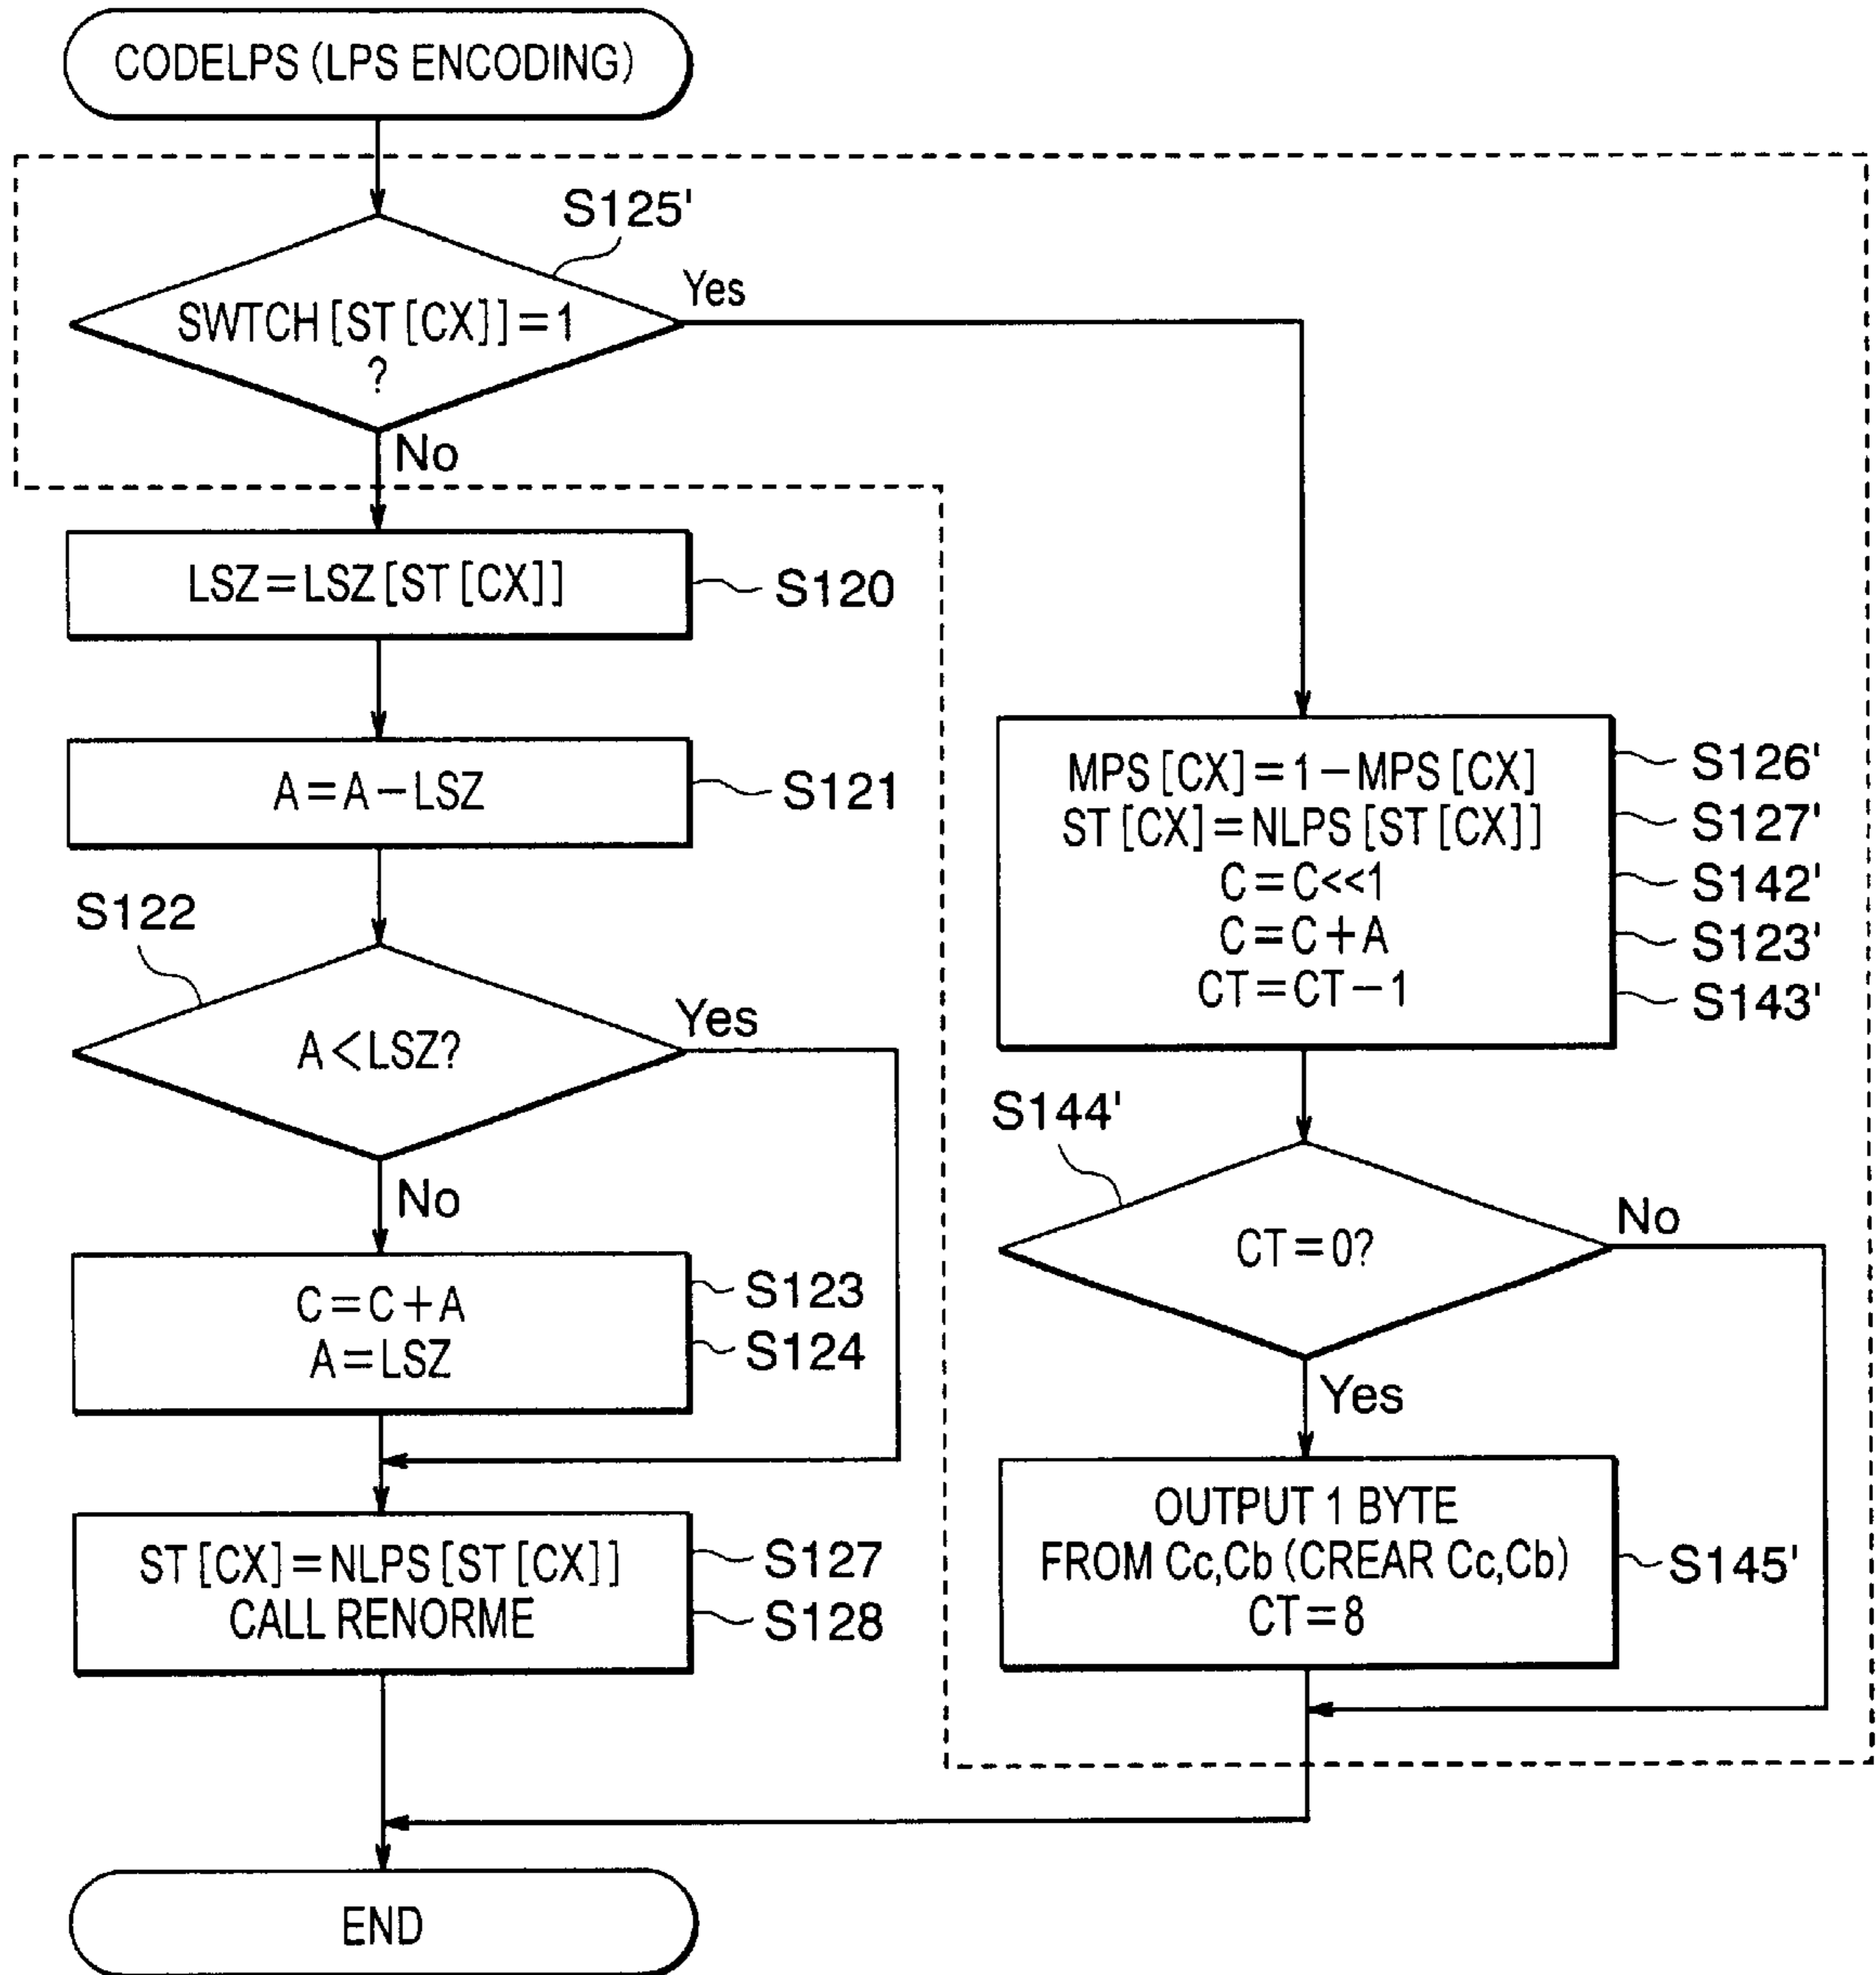 CODELPS (LPS ENCODING)
S125'
SWTCH[ST[CX]]=1
?
Yes
No
LSZ=LSZ[ST[CX]]
S120
A=A-LSZ
S121
S122
A<LSZ?
Yes
No
C=C+A
S123
A=LSZ
S124
ST[CX]=NLPS[ST[CX]]
S127
CALL RENORME
S128
MPS[CX]=1-MPS[CX]
S126'
ST[CX]=NLPS[ST[CX]]
S127'
C=C<<1
S142'
C=C+A
S123'
CT=CT-1
S143'
S144'
CT=0?
No
Yes
OUTPUT 1 BYTE
FROM Cc,Cb (CREAR Cc,Cb)
S145'
CT=8
END